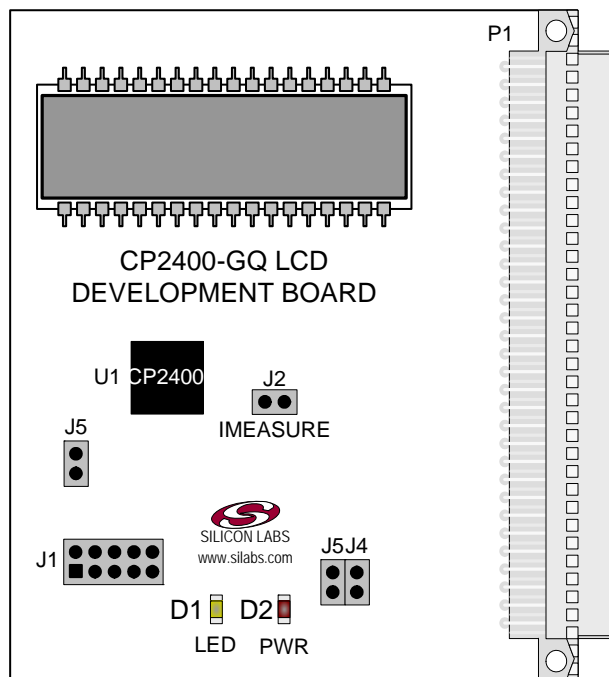 P1
CP2400-GQ LCD
DEVELOPMENT BOARD
U1
CP2400
J2
IMEASURE
J5
SILICON LABS
www.silabs.com
J1
J5 J4
D1
D2
LED
PWR